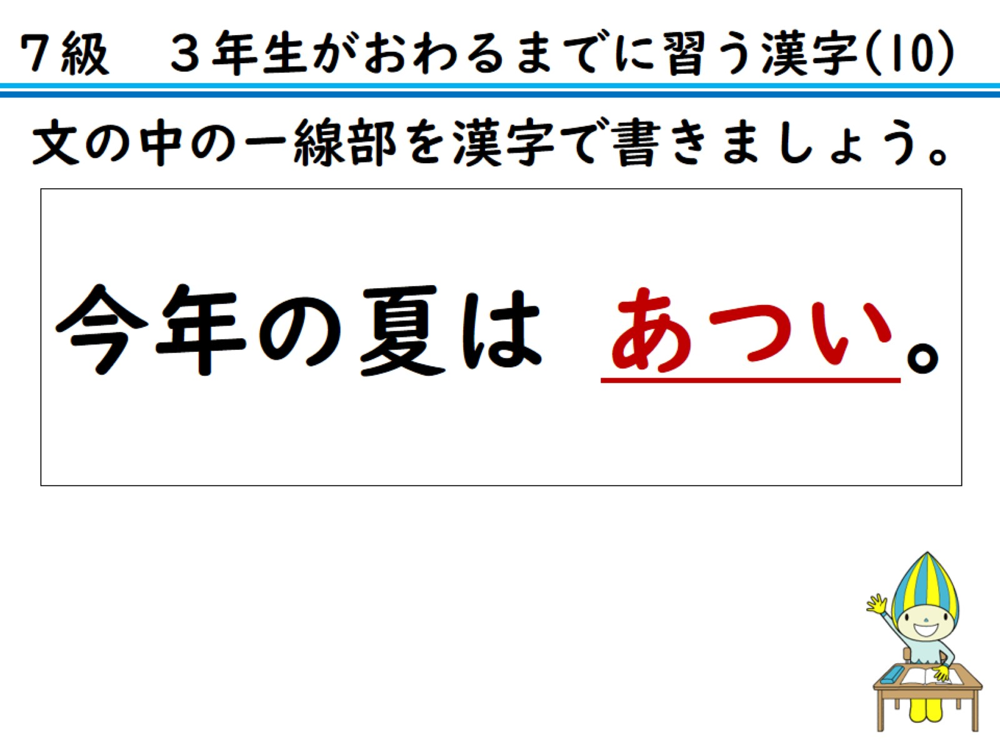 ７級　３年生がおわるまでに習う漢字(10)
文の中の一線部を漢字で書きましょう。
今年の夏は　あつい。